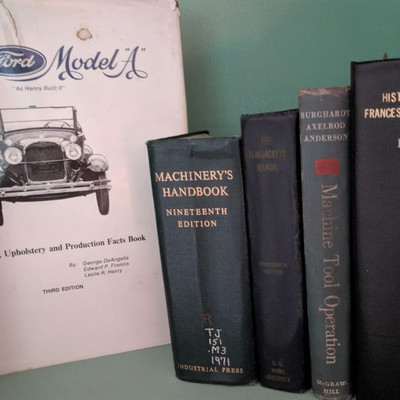 Ford
Model "A"
"As Henry Built It"
, Upholstery and Production Facts Book
By: George DeAngelis
Edward P. Francis
Leslie R. Henry
THIRD EDITION
MACHINERY'S
HANDBOOK
NINETEENTH
EDITION
R
TJ
151
.M3
1971
INDUSTRIAL PRESS
MANUAL
BURGHARDT
AXELROD
ANDERSON
Machine Tool Operation
McGRAW-
HILL
HIST
FRANCES